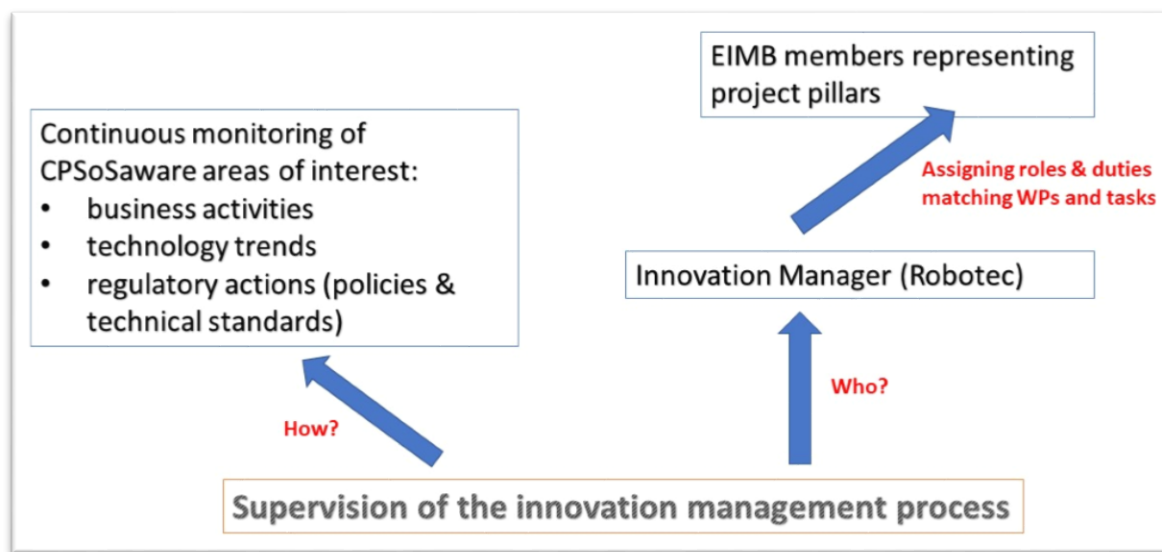 EIMB members representing
project pillars
Continuous monitoring of
CPSoSaware areas of interest:
• business activities
• technology trends
• regulatory actions (policies &
technical standards)
Assigning roles & duties
matching WPs and tasks
Innovation Manager (Robotec)
How?
Who?
Supervision of the innovation management process